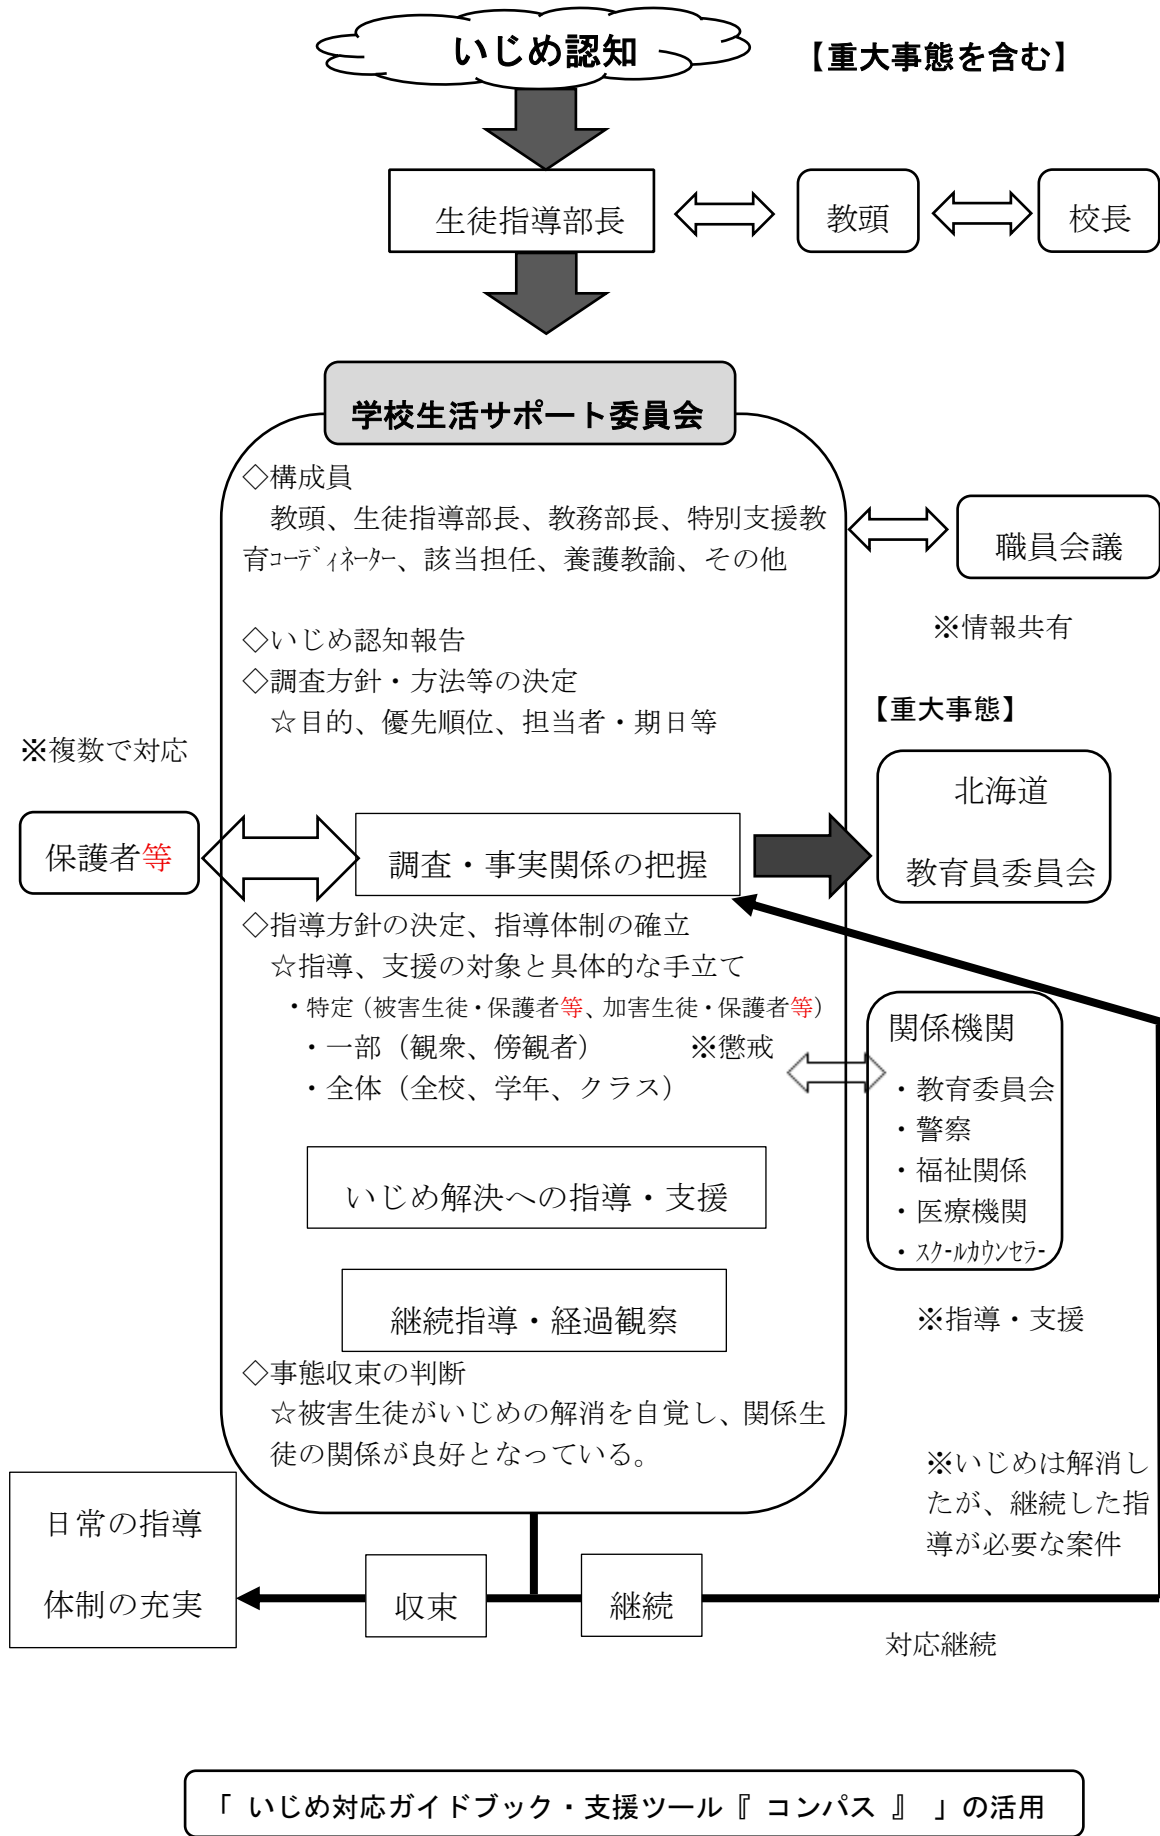 いじめ認知
【重大事態を含む】
生徒指導部長
教頭
校長
学校生活サポート委員会
◇構成員
教頭、生徒指導部長、教務部長、特別支援教
育コーディネーター、該当担任、養護教諭、その他
職員会議
※情報共有
◇いじめ認知報告
◇調査方針・方法等の決定
☆目的、優先順位、担当者・期日等
【重大事態】
※複数で対応
保護者等
調査・事実関係の把握
北海道
教育員委員会
◇指導方針の決定、指導体制の確立
☆指導、支援の対象と具体的な手立て
・特定（被害生徒・保護者等、加害生徒・保護者等）
・一部（観衆、傍観者）　※懲戒
・全体（全校、学年、クラス）
関係機関
・教育委員会
・警察
・福祉関係
・医療機関
・スクールカウンセラー
※指導・支援
いじめ解決への指導・支援
継続指導・経過観察
◇事態収束の判断
☆被害生徒がいじめの解消を自覚し、関係生
徒の関係が良好となっている。
※いじめは解消し
たが、継続した指
導が必要な案件
日常の指導
体制の充実
収束
継続
対応継続
「 いじめ対応ガイドブック・支援ツール『 コンパス 』 」の活用